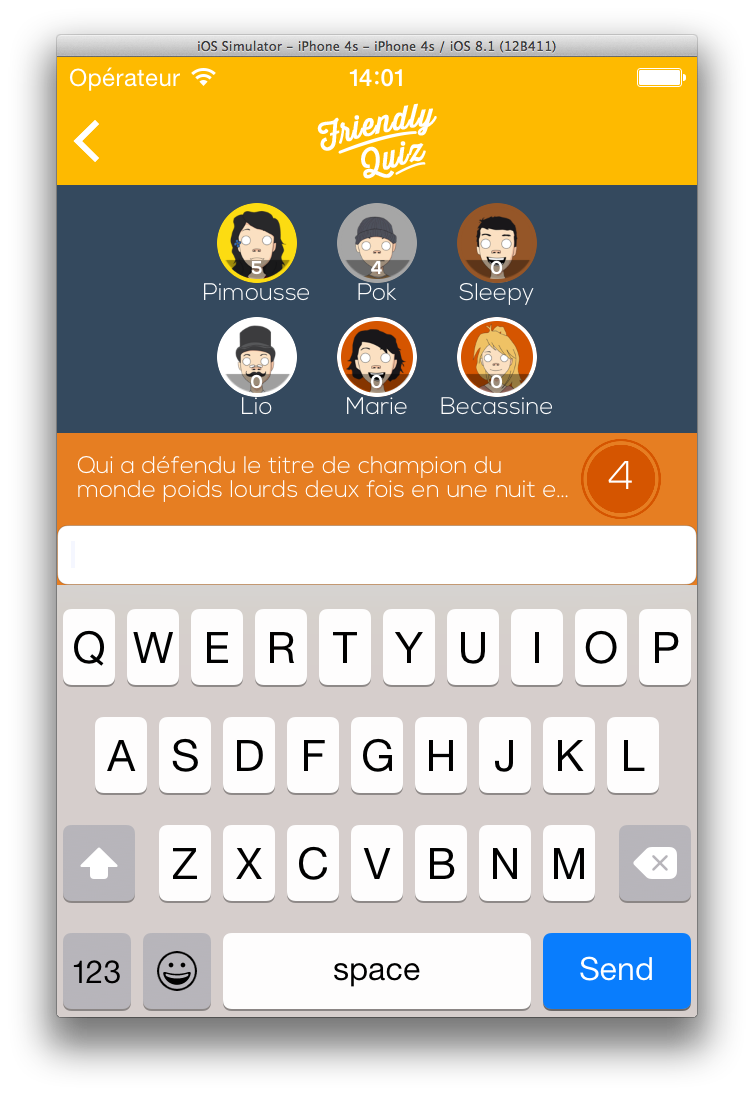 iOS Simulator – iPhone 4s – iPhone 4s / iOS 8.1 (12B411)
Opérateur 14:01
Friendly
Quiz
5 4 0
Pimousse Pok Sleepy
0 0 0
Lio Marie Becassine
Qui a défendu le titre de champion du
monde poids lourds deux fois en une nuit e...
4
Q W E R T Y U I O P
A S D F G H J K L
Z X C V B N M
123 space Send